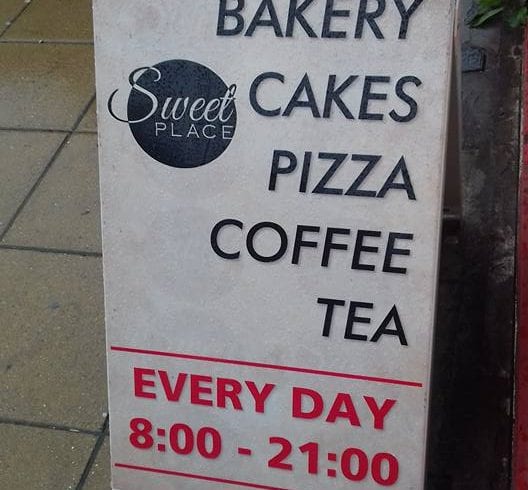 BAKERY
Sweet
PLACE
CAKES
PIZZA
COFFEE
TEA
EVERY DAY
8:00 - 21:00